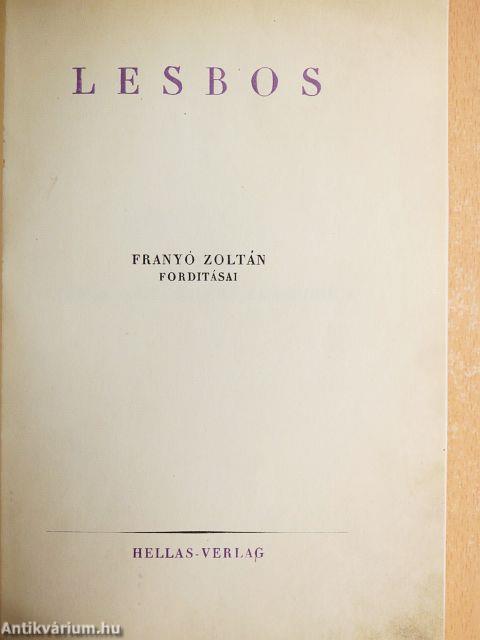 LESBOS
FRANYÓ ZOLTÁN
FORDITÁSAI
HELLAS-VERLAG
Antikvárium.hu